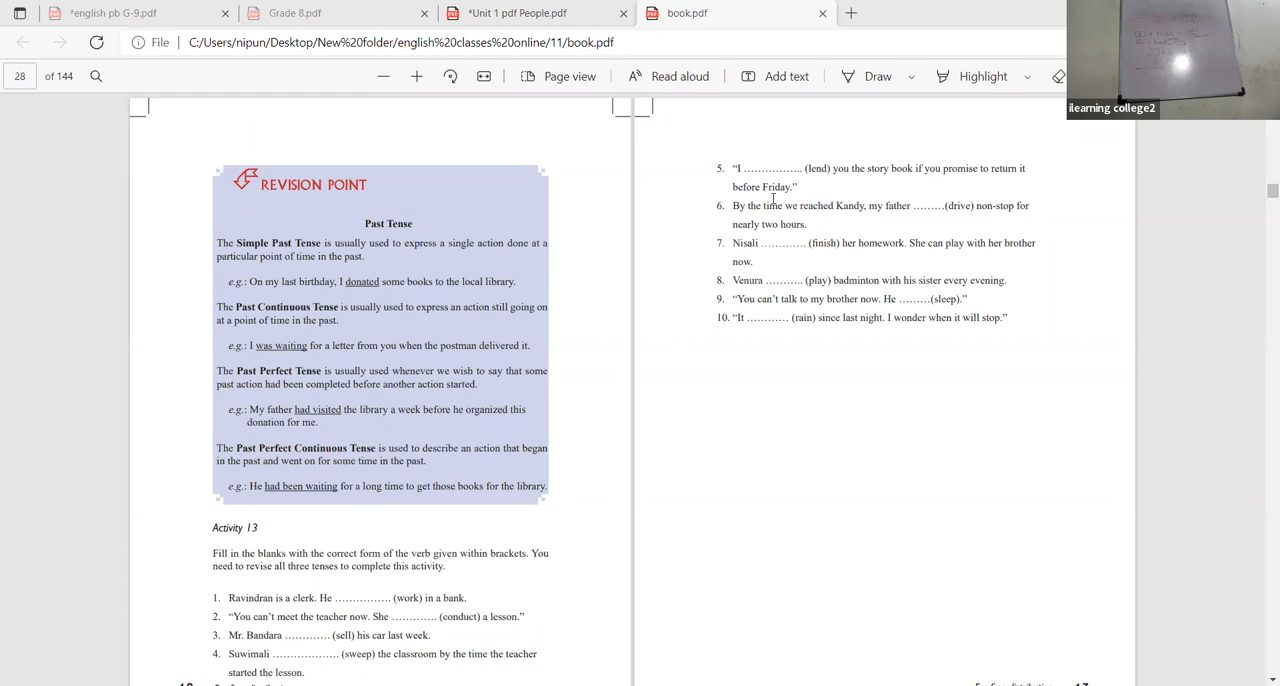 *english pb G-9.pdf
Grade 8.pdf
*Unit 1 pdf People.pdf
book.pdf
File
C:/Users/nipun/Desktop/New%20folder/english%20classes%20online/11/book.pdf
28 of 144
Page view
Read aloud
Add text
Draw
Highlight
ilearning college2
REVISION POINT
Past Tense
The Simple Past Tense is usually used to express a single action done at a
particular point of time in the past.
e.g.: On my last birthday, I donated some books to the local library.
The Past Continuous Tense is usually used to express an action still going on
at a point of time in the past.
e.g.: I was waiting for a letter from you when the postman delivered it.
The Past Perfect Tense is usually used whenever we wish to say that some
past action had been completed before another action started.
e.g.: My father had visited the library a week before he organized this
donation for me.
The Past Perfect Continuous Tense is used to describe an action that began
in the past and went on for some time in the past.
e.g.: He had been waiting for a long time to get those books for the library.
Activity 13
Fill in the blanks with the correct form of the verb given within brackets. You
need to revise all three tenses to complete this activity.
1. Ravindran is a clerk. He ……………. (work) in a bank.
2. “You can’t meet the teacher now. She …………. (conduct) a lesson.”
3. Mr. Bandara …………. (sell) his car last week.
4. Suwimali ………………. (sweep) the classroom by the time the teacher
started the lesson.
5. “I …………….. (lend) you the story book if you promise to return it
before Friday.”
6. By the time we reached Kandy, my father ………(drive) non-stop for
nearly two hours.
7. Nisali …………. (finish) her homework. She can play with her brother
now.
8. Venura ……….. (play) badminton with his sister every evening.
9. “You can’t talk to my brother now. He ………(sleep).”
10. “It ………… (rain) since last night. I wonder when it will stop.”